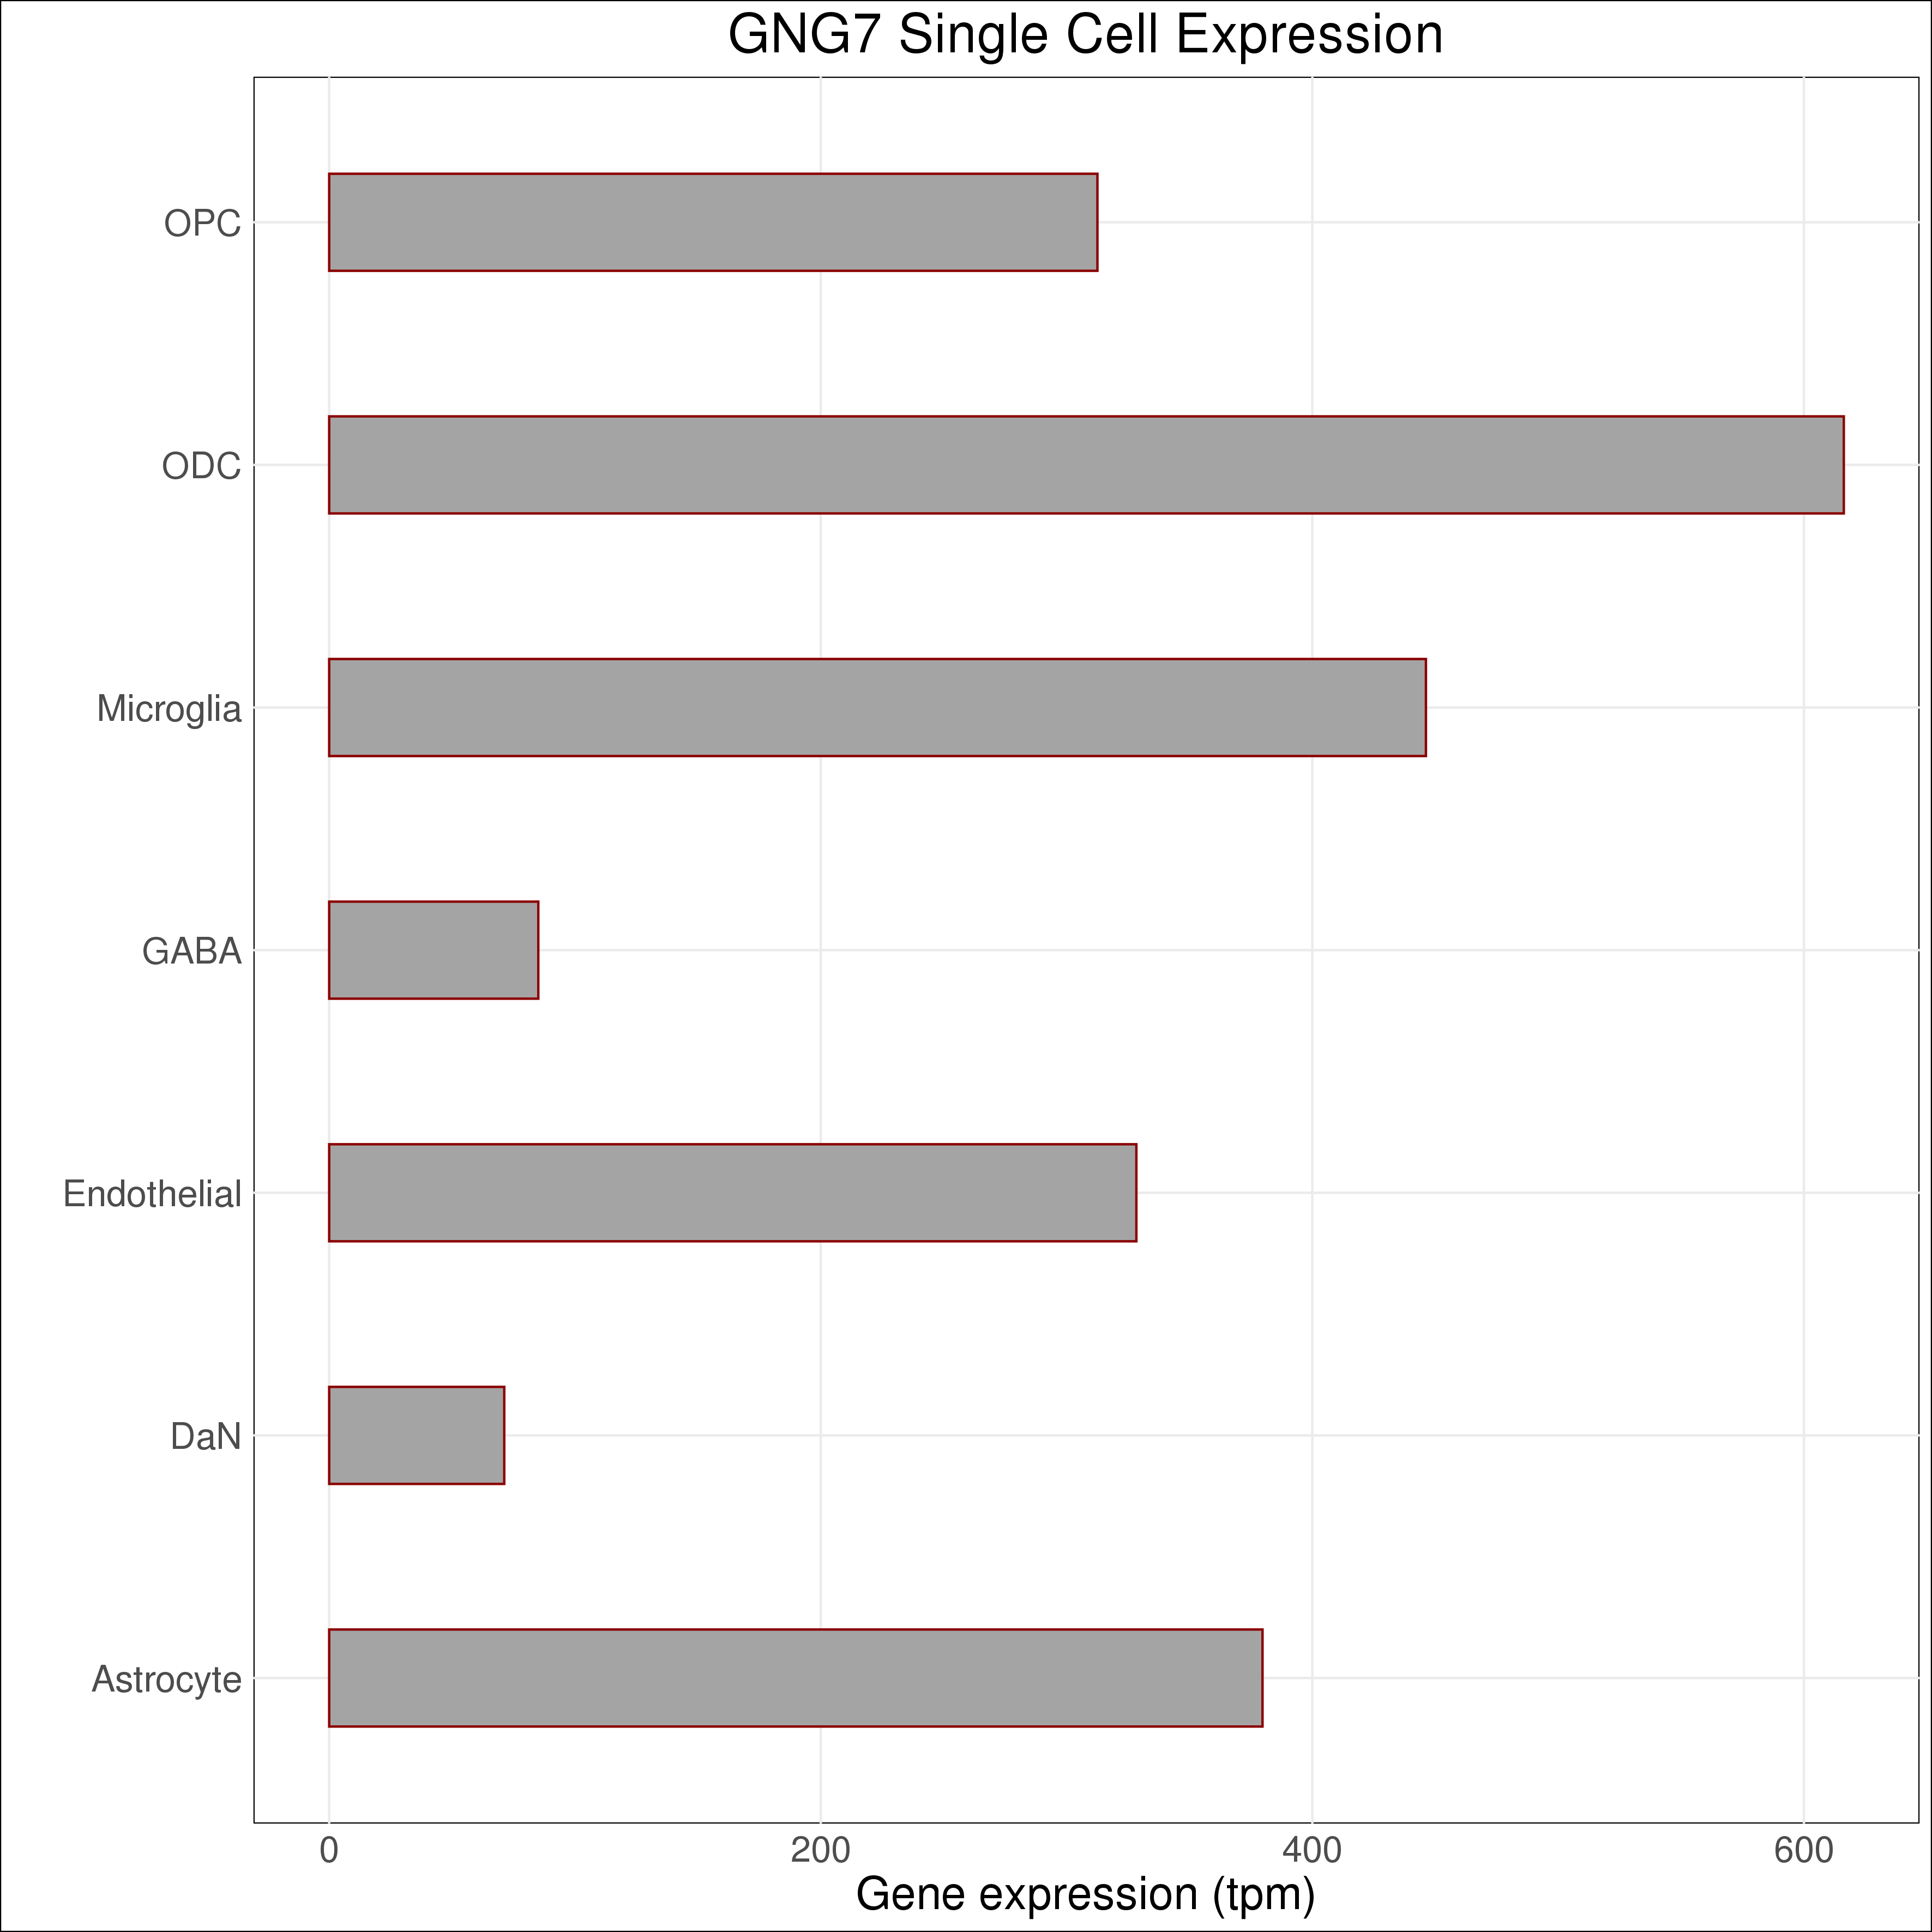 GNG7 Single Cell Expression
OPC
ODC
Microglia
GABA
Endothelial
DaN
Astrocyte
0 200 400 600
Gene expression (tpm)